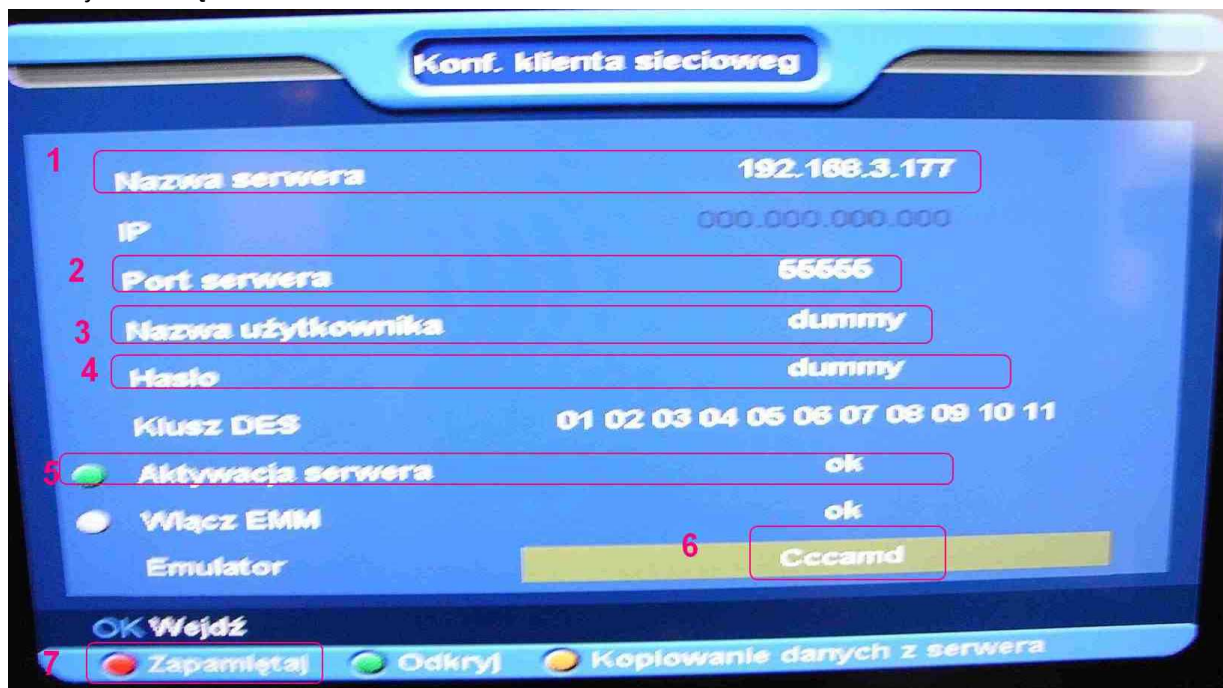 Konf. klienta siecioweg
1 Nazwa serwera 192.168.3.177
IP 000.000.000.000
2 Port serwera 55555
3 Nazwa użytkownika dummy
4 Hasło dummy
Klusz DES 01 02 03 04 05 06 07 08 09 10 11
5 Aktywacja serwera ok
Włącz EMM ok
Emulator 6 Cccamd
OK Wejdź
7 Zapamiętaj Odkryj Kopiowanie danych z serwera